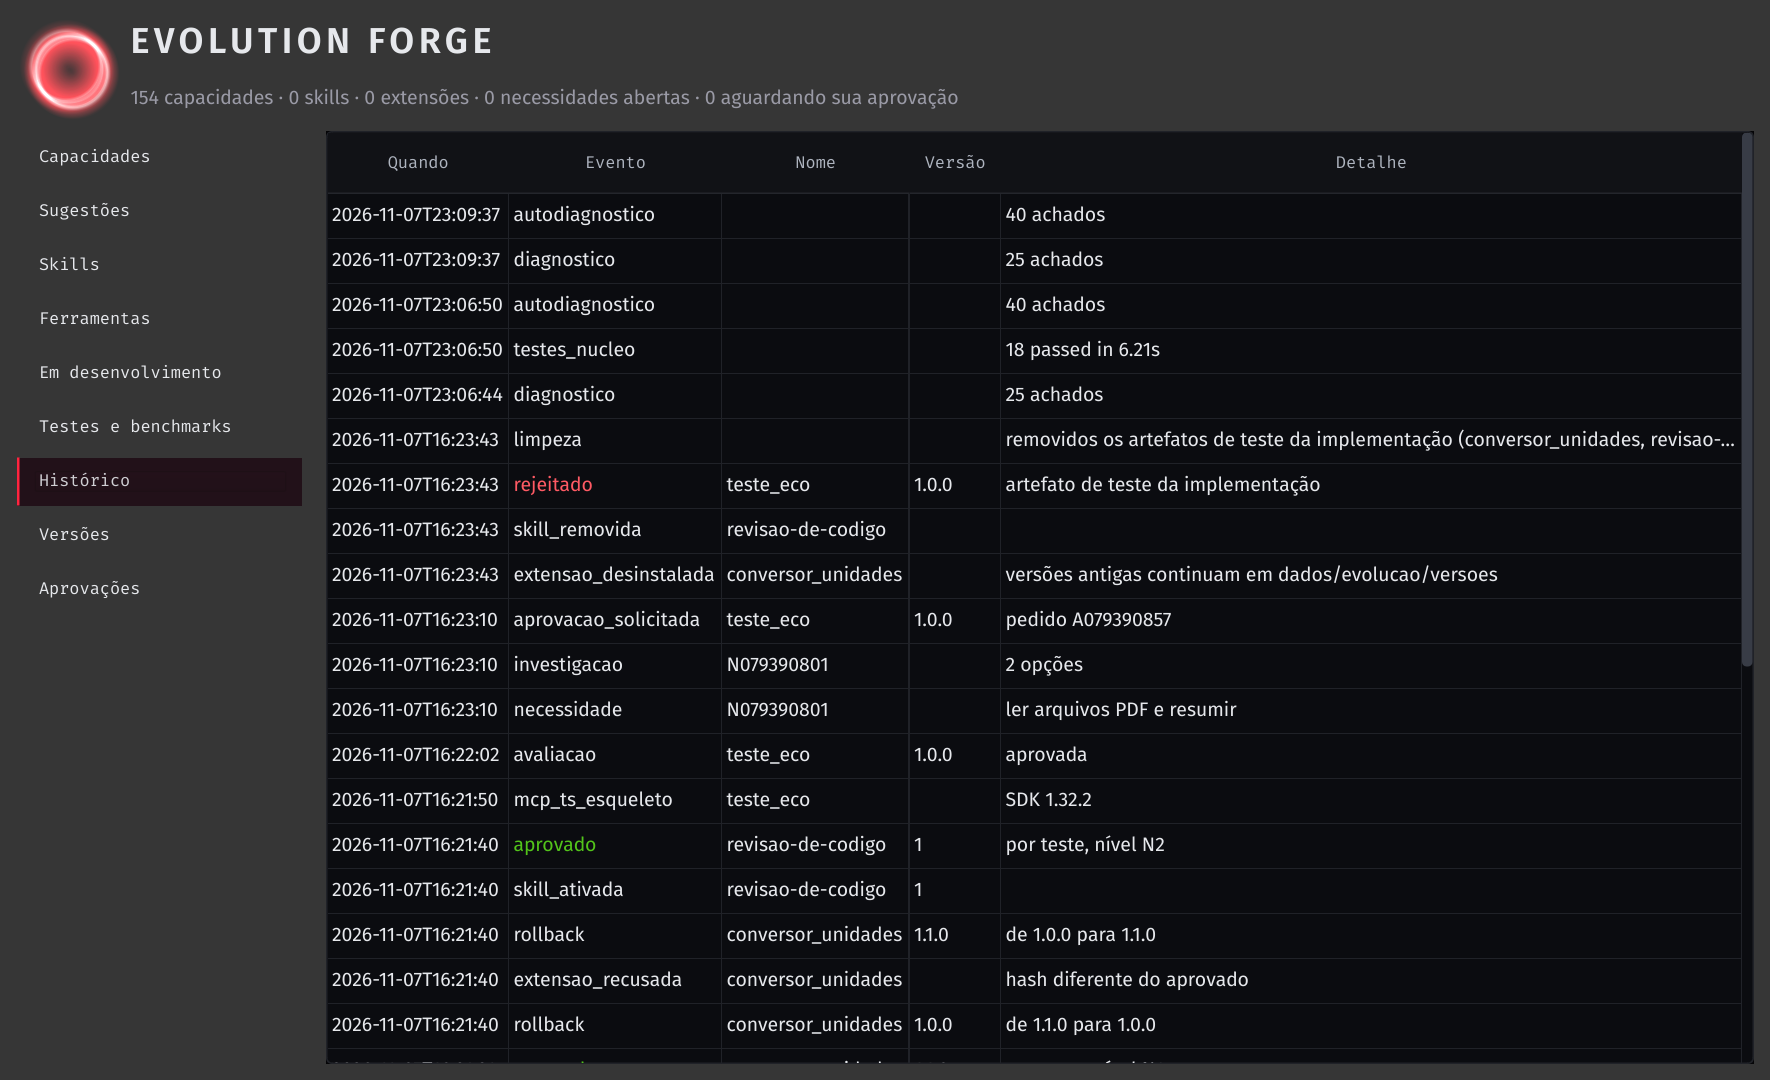 EVOLUTION FORGE
154 capacidades · 0 skills · 0 extensões · 0 necessidades abertas · 0 aguardando sua aprovação
Capacidades
Sugestões
Skills
Ferramentas
Em desenvolvimento
Testes e benchmarks
Histórico
Versões
Aprovações
Quando Evento Nome Versão Detalhe
2026-11-07T23:09:37 autodiagnostico 40 achados
2026-11-07T23:09:37 diagnostico 25 achados
2026-11-07T23:06:50 autodiagnostico 40 achados
2026-11-07T23:06:50 testes_nucleo 18 passed in 6.21s
2026-11-07T23:06:44 diagnostico 25 achados
2026-11-07T16:23:43 limpeza removidos os artefatos de teste da implementação (conversor_unidades, revisao-...
2026-11-07T16:23:43 rejeitado teste_eco 1.0.0 artefato de teste da implementação
2026-11-07T16:23:43 skill_removida revisao-de-codigo
2026-11-07T16:23:43 extensao_desinstalada conversor_unidades versões antigas continuam em dados/evolucao/versoes
2026-11-07T16:23:10 aprovacao_solicitada teste_eco 1.0.0 pedido A079390857
2026-11-07T16:23:10 investigacao N079390801 2 opções
2026-11-07T16:23:10 necessidade N079390801 ler arquivos PDF e resumir
2026-11-07T16:22:02 avaliacao teste_eco 1.0.0 aprovada
2026-11-07T16:21:50 mcp_ts_esqueleto teste_eco SDK 1.32.2
2026-11-07T16:21:40 aprovado revisao-de-codigo 1 por teste, nível N2
2026-11-07T16:21:40 skill_ativada revisao-de-codigo 1
2026-11-07T16:21:40 rollback conversor_unidades 1.1.0 de 1.0.0 para 1.1.0
2026-11-07T16:21:40 extensao_recusada conversor_unidades hash diferente do aprovado
2026-11-07T16:21:40 rollback conversor_unidades 1.0.0 de 1.1.0 para 1.0.0